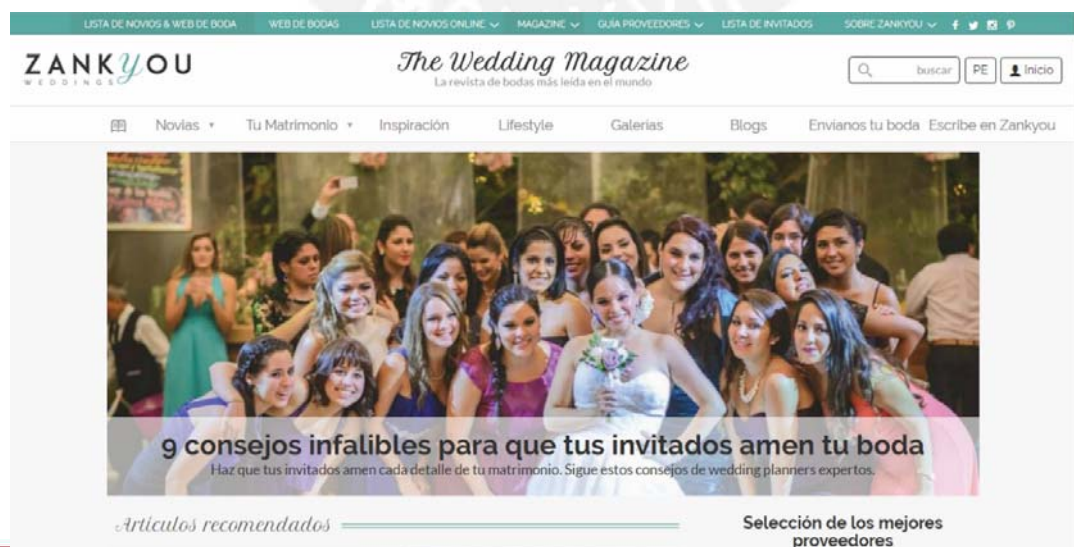 LISTA DE NOVIOS & WEB DE BODA WEB DE BODAS LISTA DE NOVIOS ONLINE MAGAZINE GUÍA PROVEEDORES LISTA DE INVITADOS SOBRE ZANKYOU
ZANKYOU
WEDDINGS
The Wedding Magazine
La revista de bodas más leída en el mundo
buscar PE Inicio
Novias Tu Matrimonio Inspiración Lifestyle Galerias Blogs Envianos tu boda Escribe en Zankyou
9 consejos infalibles para que tus invitados amen tu boda
Haz que tus invitados amen cada detalle de tu matrimonio. Sigue estos consejos de wedding planners expertos.
Artículos recomendados
Selección de los mejores
proveedores